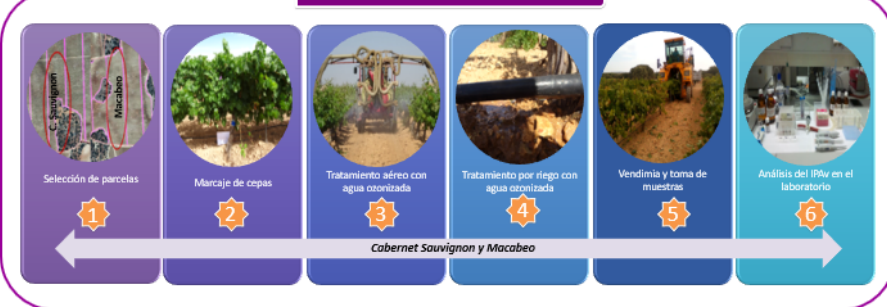 C. Sauvignon
Macabeo
Selección de parcelas
1
Marcaje de cepas
2
Tratamiento aéreo con
agua ozonizada
3
Tratamiento por riego con
agua ozonizada
4
Vendimia y toma de
muestras
5
Análisis del IPAv en el
laboratorio
6
Cabernet Sauvignon y Macabeo